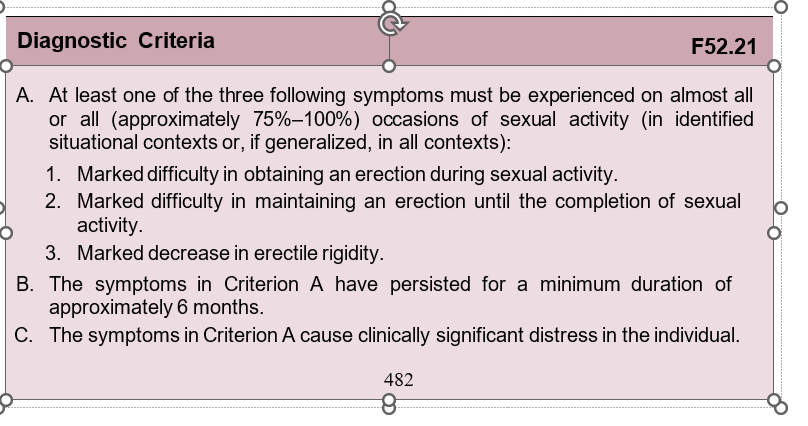 Diagnostic Criteria
F52.21
A. At least one of the three following symptoms must be experienced on almost all
or all (approximately 75%–100%) occasions of sexual activity (in identified
situational contexts or, if generalized, in all contexts):
1. Marked difficulty in obtaining an erection during sexual activity.
2. Marked difficulty in maintaining an erection until the completion of sexual
activity.
3. Marked decrease in erectile rigidity.
B. The symptoms in Criterion A have persisted for a minimum duration of
approximately 6 months.
C. The symptoms in Criterion A cause clinically significant distress in the individual.
482